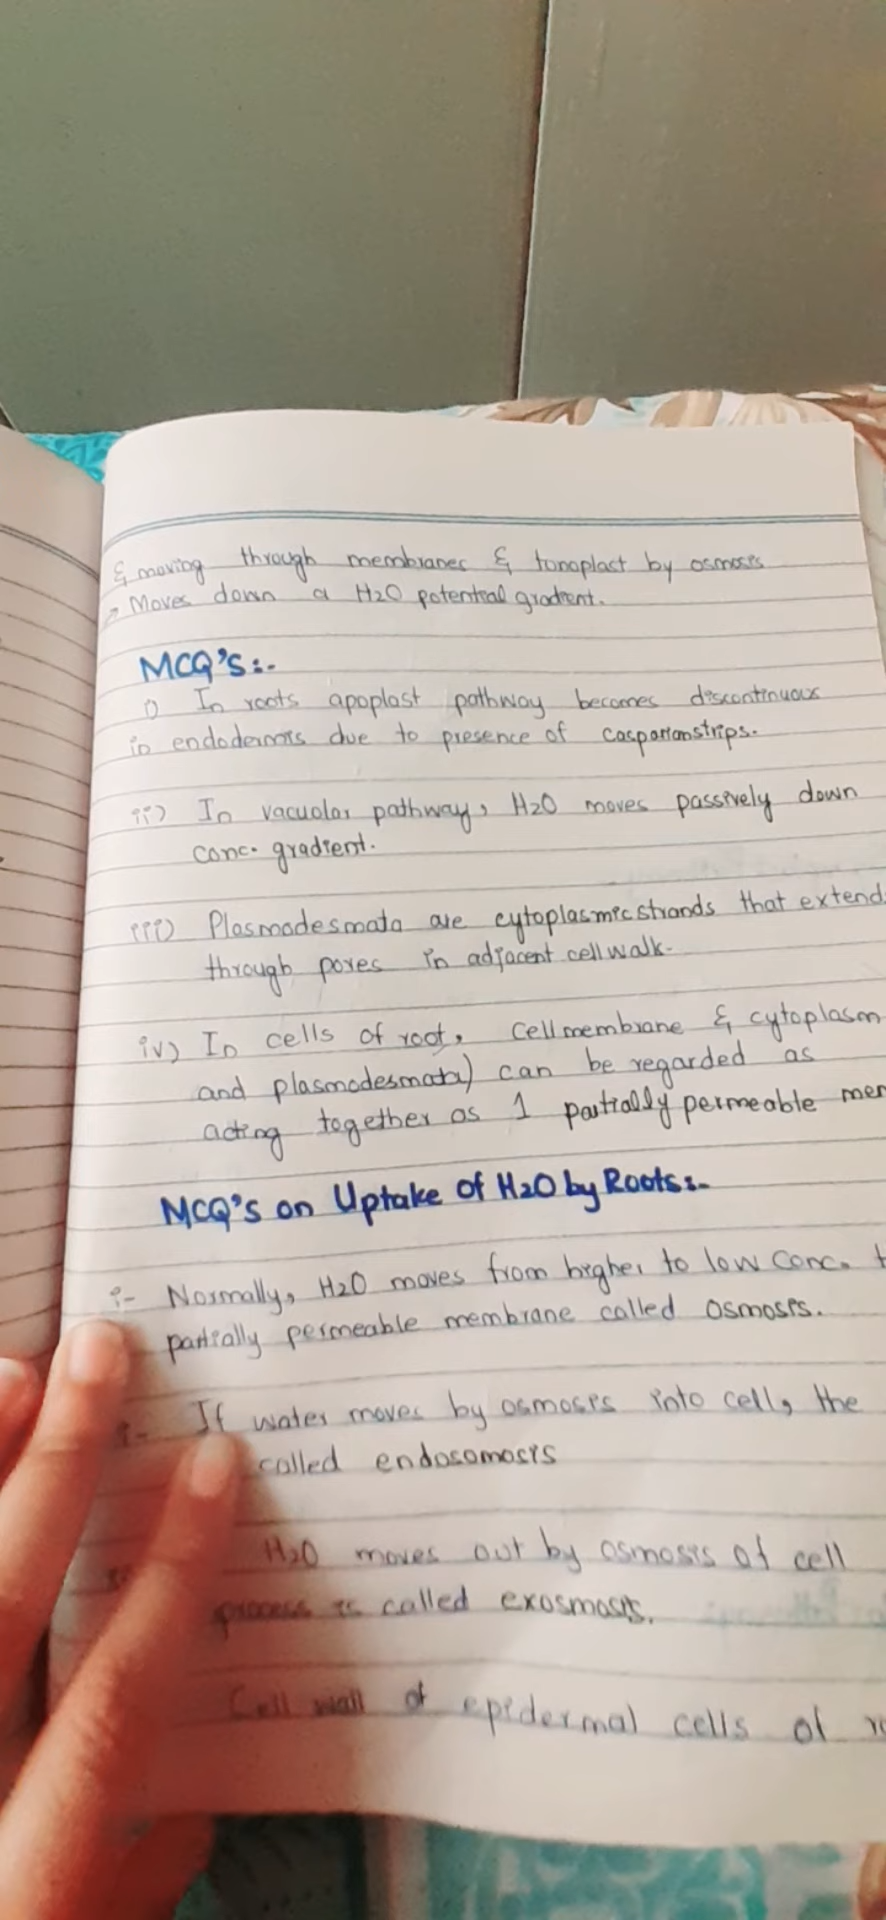 & moving through membranes & tonoplast by osmosis
→ Moves down a H2O potential gradient.
MCQ's:-
i) In roots apoplast pathway becomes discontinuous
in endodermis due to presence of casparianstrips.
ii) In vacuolar pathway, H2O moves passively down
conc. gradient.
iii) Plasmodesmata are cytoplasmic strands that extend
through pores in adjacent cell walls.
iv) In cells of root, Cell membrane & cytoplasm
and plasmodesmata) can be regarded as
acting together as 1 partially permeable
MCQ's on Uptake of H2O by Roots:-
i- Normally, H2O moves from higher to low conc.
partially permeable membrane called osmosis.
If water moves by osmosis into cell, the
called endosomosis
H2O moves out by osmosis of cell
process is called exosmosis.
Cell wall of epidermal cells of